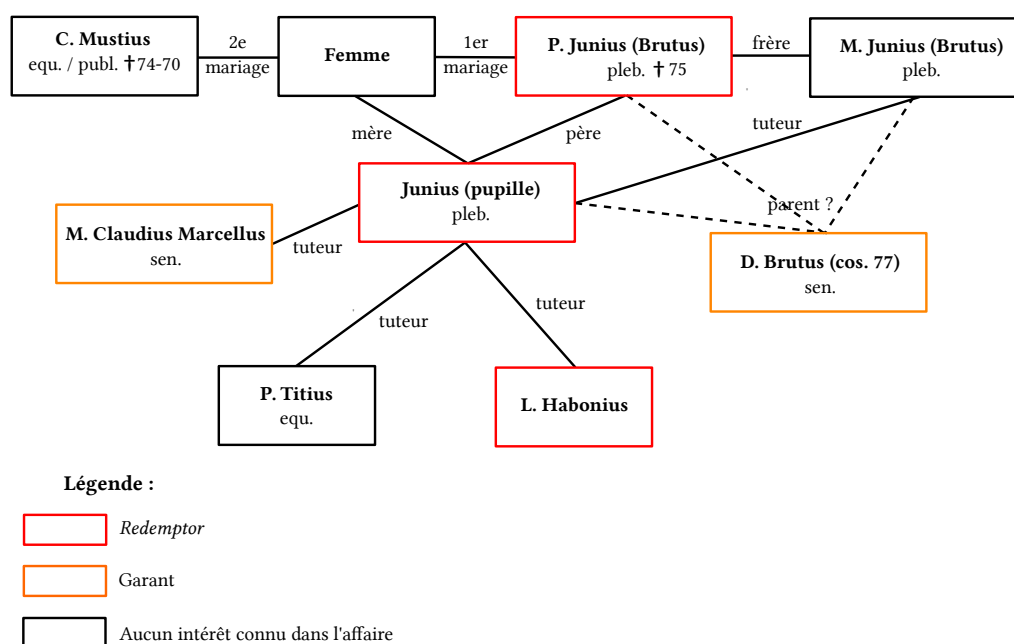 C. Mustius
equ. / publ. ✝74-70
2e
mariage
Femme
1er
mariage
P. Junius (Brutus)
pleb. ✝75
frère
M. Junius (Brutus)
pleb.
mère
père
tuteur
Junius (pupille)
pleb.
M. Claudius Marcellus
sen.
tuteur
parent ?
D. Brutus (cos. 77)
sen.
tuteur
tuteur
P. Titius
equ.
L. Habonius
Légende :
Redemptor
Garant
Aucun intérêt connu dans l'affaire